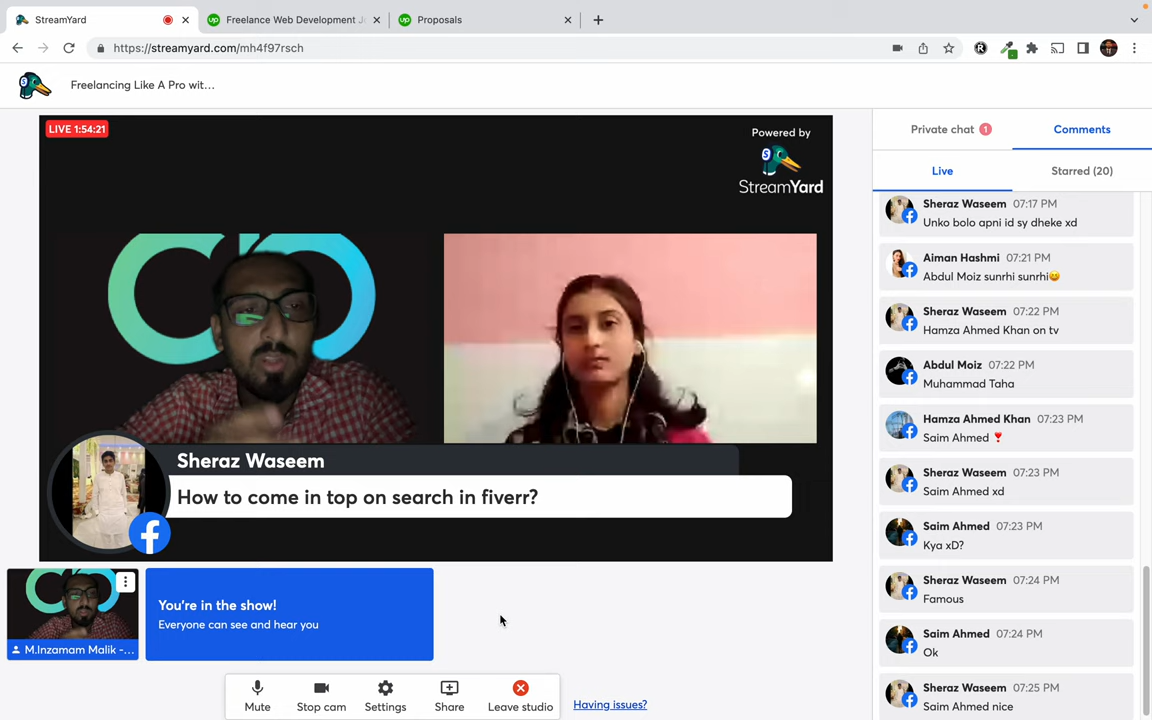 StreamYard
Freelance Web Development Jo
Proposals
https://streamyard.com/mh4f97rsch
Freelancing Like A Pro wit...
LIVE 1:54:21
Powered by
StreamYard
Sheraz Waseem
How to come in top on search in fiverr?
M.Inzamam Malik -...
You're in the show!
Everyone can see and hear you
Mute
Stop cam
Settings
Share
Leave studio
Having issues?
Private chat 1
Comments
Live
Starred (20)
Sheraz Waseem 07:17 PM
Unko bolo apni id sy dheke xd
Aiman Hashmi 07:21 PM
Abdul Moiz sunrhi sunrhi😄
Sheraz Waseem 07:22 PM
Hamza Ahmed Khan on tv
Abdul Moiz 07:22 PM
Muhammad Taha
Hamza Ahmed Khan 07:23 PM
Saim Ahmed ❣️
Sheraz Waseem 07:23 PM
Saim Ahmed xd
Saim Ahmed 07:23 PM
Kya xD?
Sheraz Waseem 07:24 PM
Famous
Saim Ahmed 07:24 PM
Ok
Sheraz Waseem 07:25 PM
Saim Ahmed nice